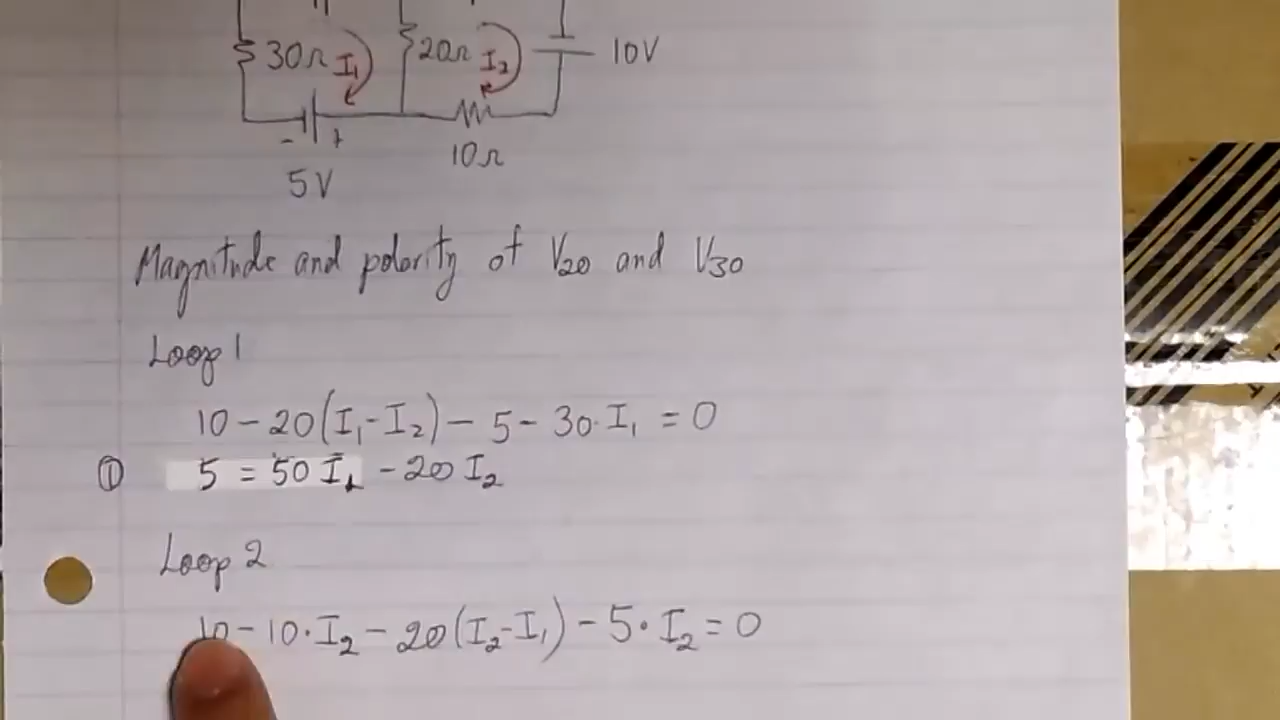 30Ω I₁ 20Ω I₂ 10V
- +
10Ω
5V
Magnitude and polarity of V₂₀ and V₃₀
Loop 1
10 - 20(I₁-I₂) - 5 - 30·I₁ = 0
① 5 = 50 I₁ - 20 I₂
Loop 2
10 - 10·I₂ - 20(I₂-I₁) - 5·I₂ = 0